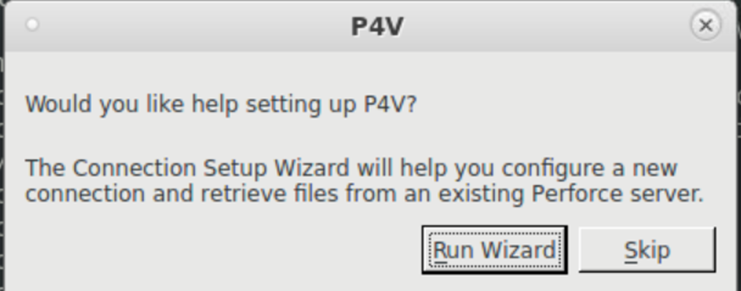 P4V
Would you like help setting up P4V?
The Connection Setup Wizard will help you configure a new
connection and retrieve files from an existing Perforce server.
Run Wizard
Skip